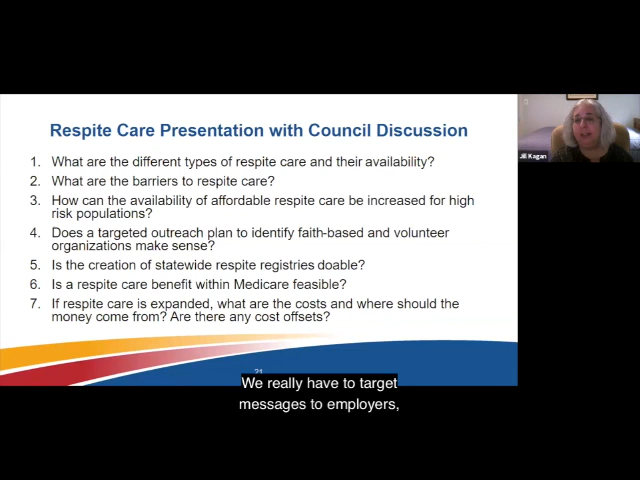 Respite Care Presentation with Council Discussion
1. What are the different types of respite care and their availability?
2. What are the barriers to respite care?
3. How can the availability of affordable respite care be increased for high
risk populations?
4. Does a targeted outreach plan to identify faith-based and volunteer
organizations make sense?
5. Is the creation of statewide respite registries doable?
6. Is a respite care benefit within Medicare feasible?
7. If respite care is expanded, what are the costs and where should the
money come from? Are there any cost offsets?
Jill Kagan
21
We really have to target
messages to employers,